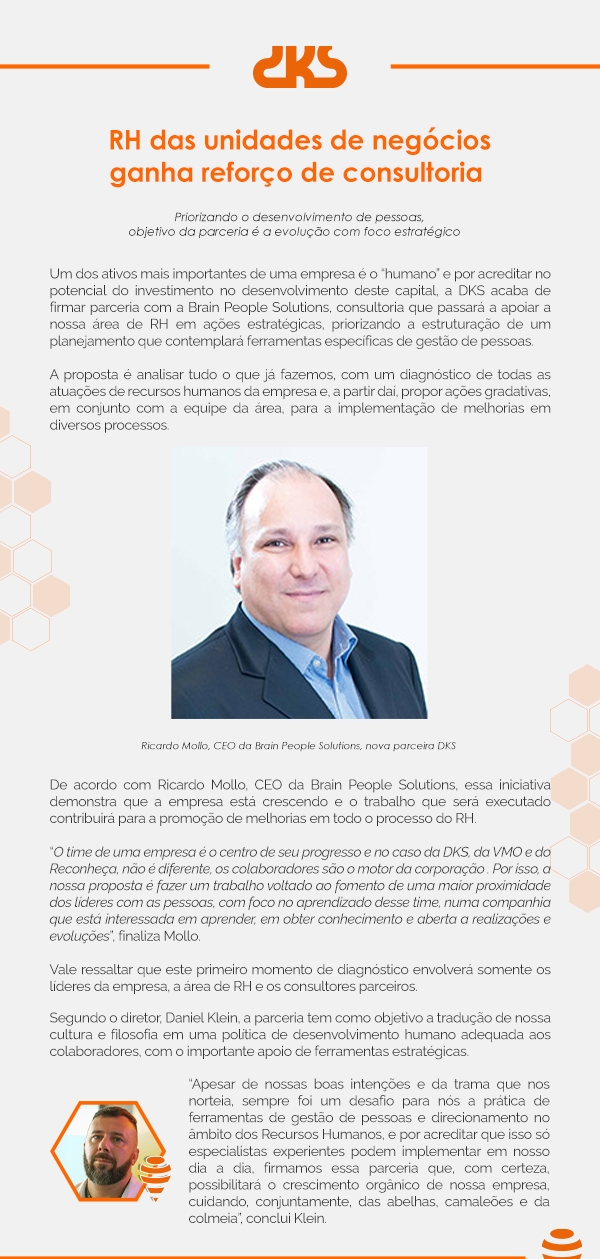 DKS
RH das unidades de negócios
ganha reforço de consultoria
Priorizando o desenvolvimento de pessoas,
objetivo da parceria é a evolução com foco estratégico
Um dos ativos mais importantes de uma empresa é o “humano” e por acreditar no
potencial do investimento no desenvolvimento deste capital, a DKS acaba de
firmar parceria com a Brain People Solutions, consultoria que passará a apoiar a
nossa área de RH em ações estratégicas, priorizando a estruturação de um
planejamento que contemplará ferramentas específicas de gestão de pessoas.
A proposta é analisar tudo o que já fazemos, com um diagnóstico de todas as
atuações de recursos humanos da empresa e, a partir daí, propor ações gradativas,
em conjunto com a equipe da área, para a implementação de melhorias em
diversos processos.
Ricardo Mollo, CEO da Brain People Solutions, nova parceira DKS
De acordo com Ricardo Mollo, CEO da Brain People Solutions, essa iniciativa
demonstra que a empresa está crescendo e o trabalho que será executado
contribuirá para a promoção de melhorias em todo o processo do RH.
“O time de uma empresa é o centro de seu progresso e no caso da DKS, da VMO e do
Reconheça, não é diferente, os colaboradores são o motor da corporação . Por isso, a
nossa proposta é fazer um trabalho voltado ao fomento de uma maior proximidade
dos líderes com as pessoas, com foco no aprendizado desse time, numa companhia
que está interessada em aprender, em obter conhecimento e aberta a realizações e
evoluções”, finaliza Mollo.
Vale ressaltar que este primeiro momento de diagnóstico envolverá somente os
líderes da empresa, a área de RH e os consultores parceiros.
Segundo o diretor, Daniel Klein, a parceria tem como objetivo a tradução de nossa
cultura e filosofia em uma política de desenvolvimento humano adequada aos
colaboradores, com o importante apoio de ferramentas estratégicas.
“Apesar de nossas boas intenções e da trama que nos
norteia, sempre foi um desafio para nós a prática de
ferramentas de gestão de pessoas e direcionamento no
âmbito dos Recursos Humanos, e por acreditar que isso só
especialistas experientes podem implementar em nosso
dia a dia, firmamos essa parceria que, com certeza,
possibilitará o crescimento orgânico de nossa empresa,
cuidando, conjuntamente, das abelhas, camaleões e da
colmeia”, conclui Klein.